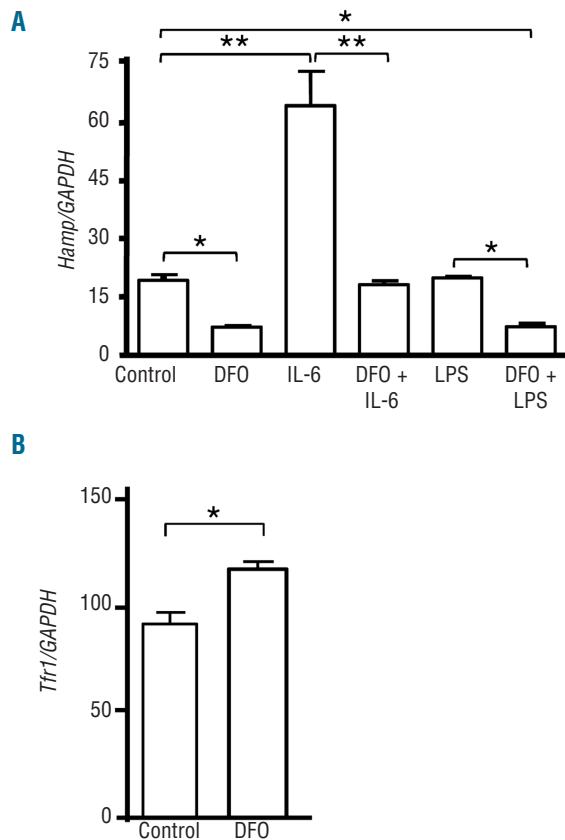 A
*
** **
75
60
45
30
15
0
Hamp/GAPDH
* *
Control DFO IL-6 DFO + IL-6 LPS DFO + LPS
B
150
100
50
0
Tfr1/GAPDH
*
Control DFO